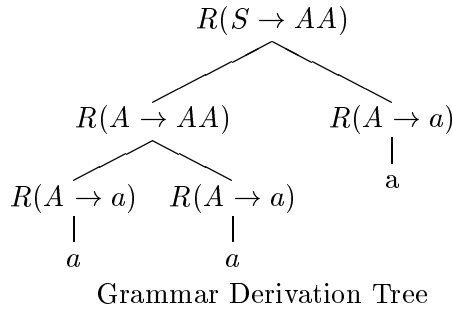 R(S → AA)
R(A → AA) R(A → a)
a
R(A → a) R(A → a)
a a
Grammar Derivation Tree